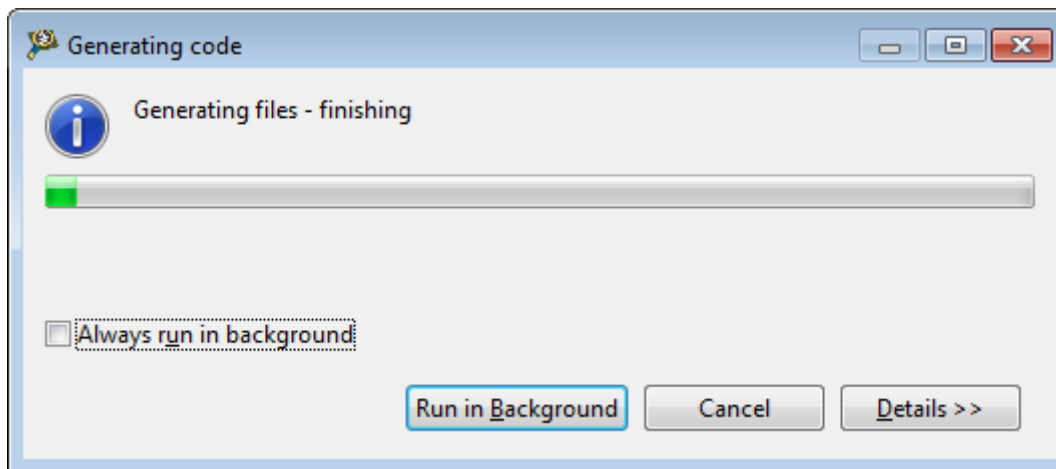 Generating code
Generating files - finishing
Always run in background
Run in Background
Cancel
Details >>